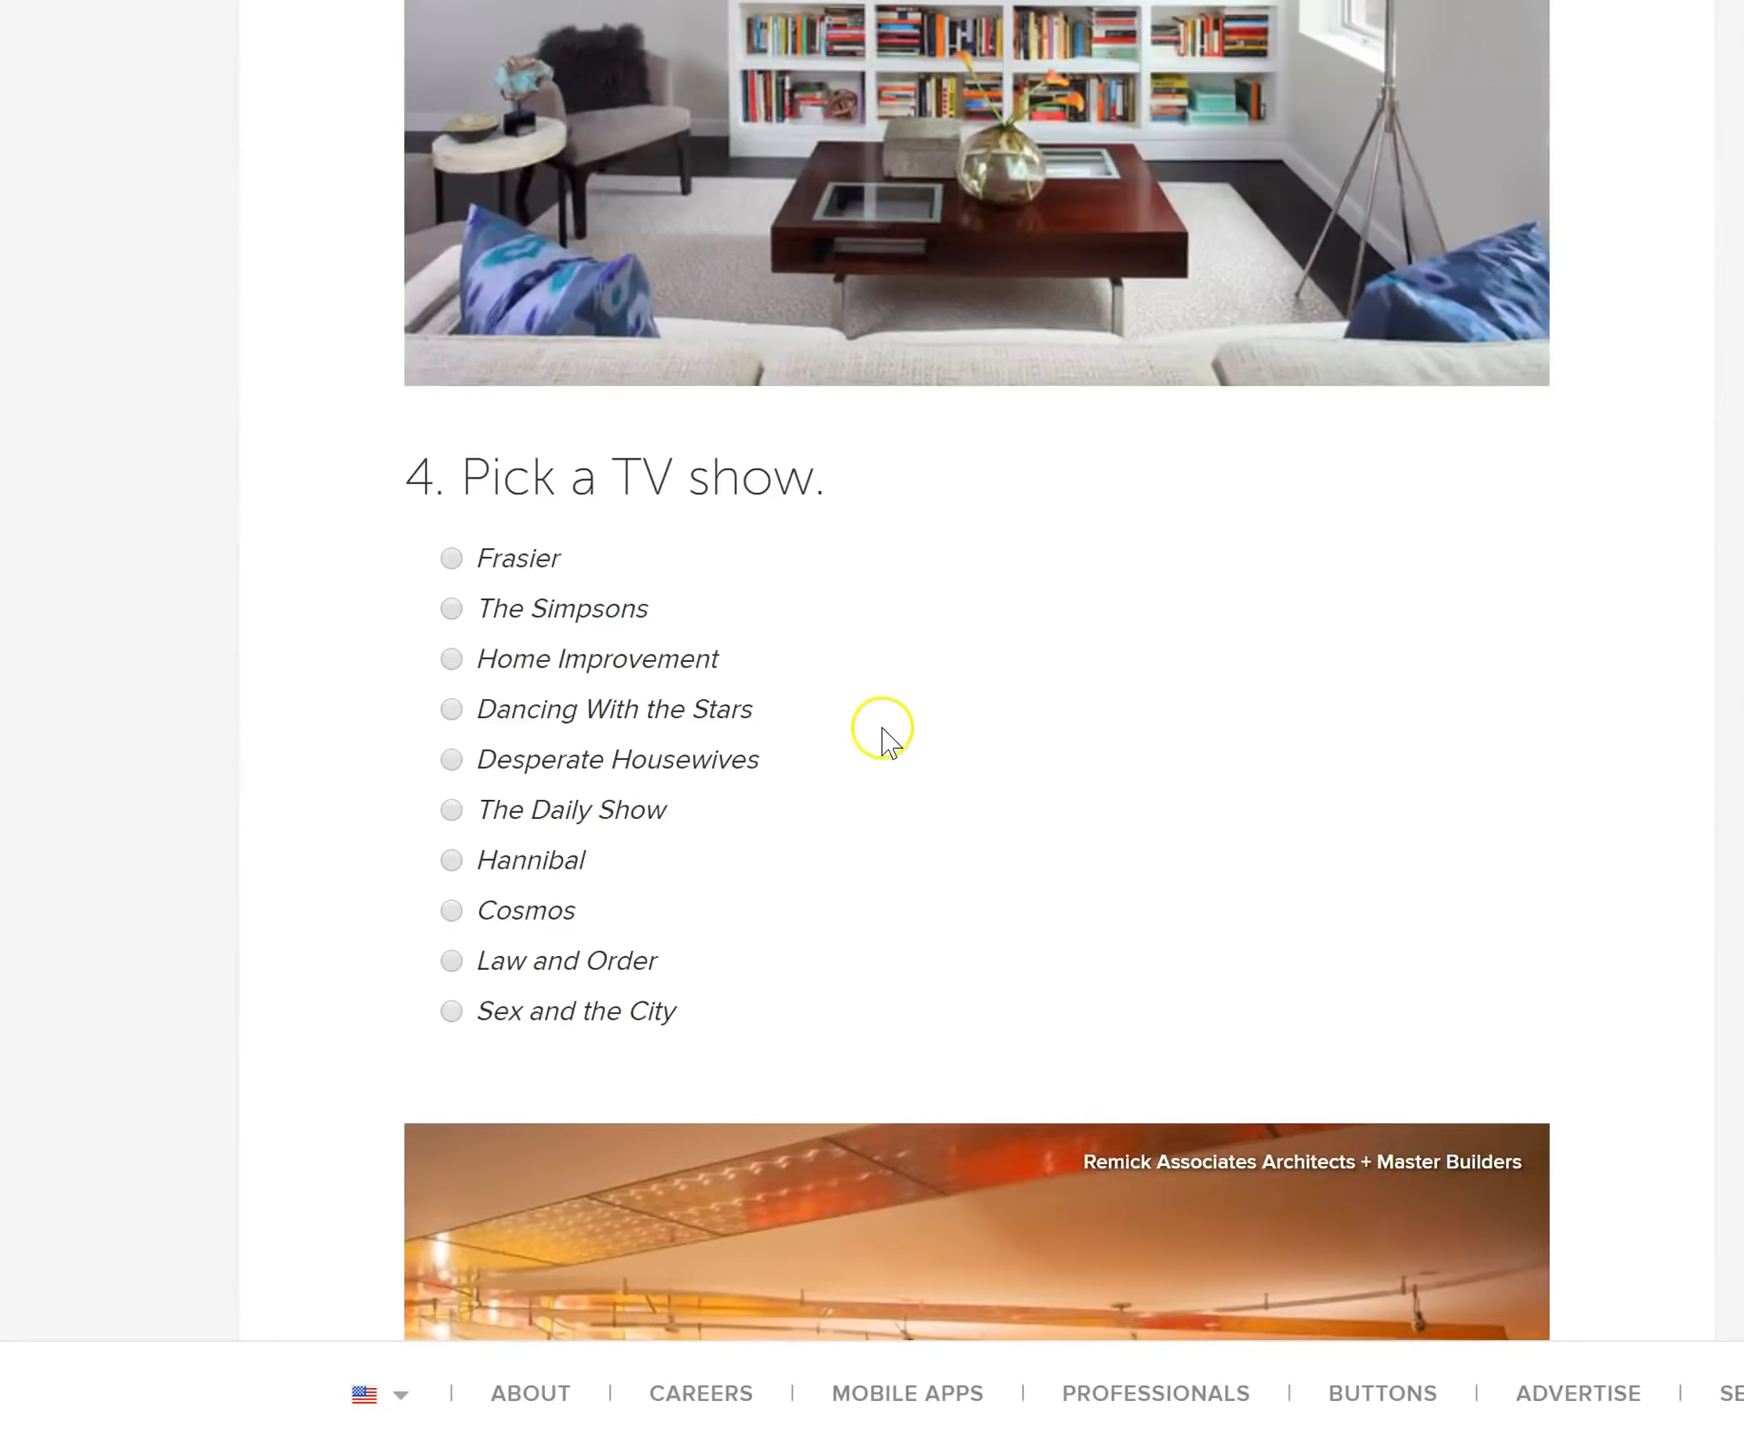 4. Pick a TV show.
Frasier
The Simpsons
Home Improvement
Dancing With the Stars
Desperate Housewives
The Daily Show
Hannibal
Cosmos
Law and Order
Sex and the City
Remick Associates Architects + Master Builders
ABOUT | CAREERS | MOBILE APPS | PROFESSIONALS | BUTTONS | ADVERTISE | SE